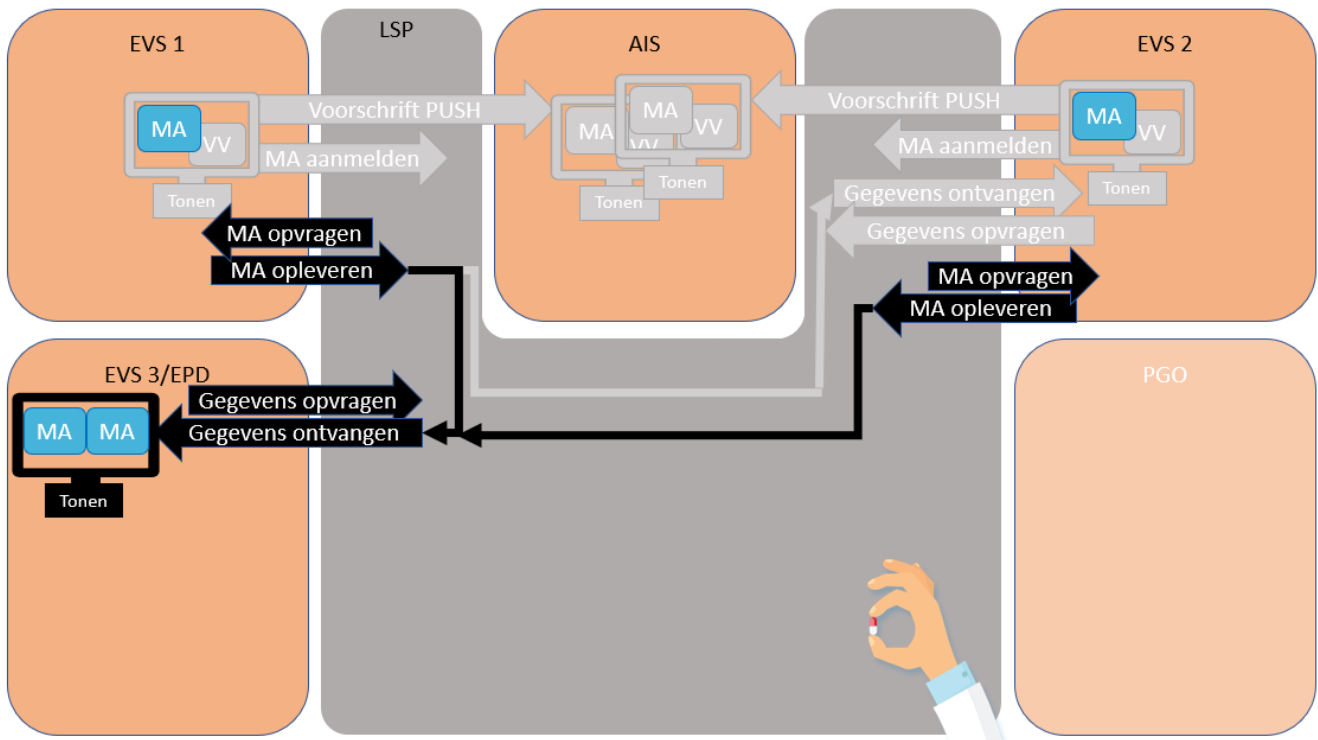 EVS 1
LSP
AIS
EVS 2
MA
VV
Tonen
Voorschrift PUSH
MA aanmelden
MA
VV
MA
VV
Tonen
Tonen
Voorschrift PUSH
MA aanmelden
MA
VV
Tonen
Gegevens ontvangen
Gegevens opvragen
MA opvragen
MA opleveren
MA opvragen
MA opleveren
EVS 3/EPD
Gegevens opvragen
Gegevens ontvangen
MA
MA
Tonen
PGO